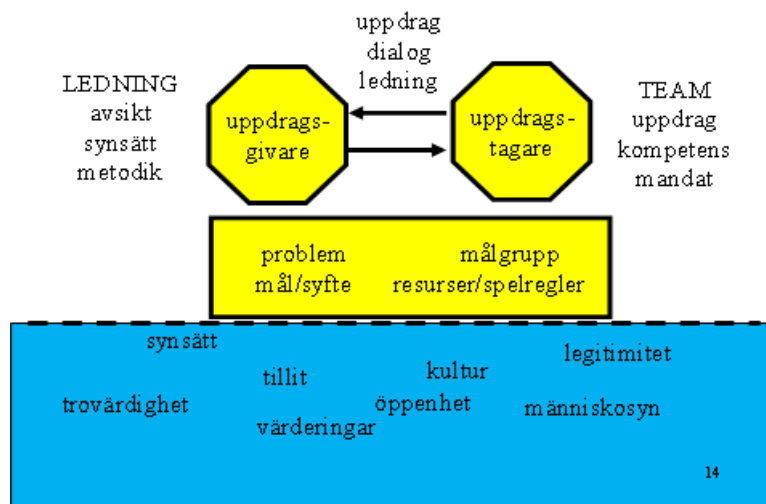 uppdrag
dialog
ledning
LEDNING
avsikt
synsätt
metodik
uppdrags-
givare
uppdrags-
tagare
TEAM
uppdrag
kompetens
mandat
problem
mål/syfte
målgrupp
resurser/spelregler
synsätt
legitimitet
tillit
kultur
trovärdighet
öppenhet
människosyn
värderingar
14